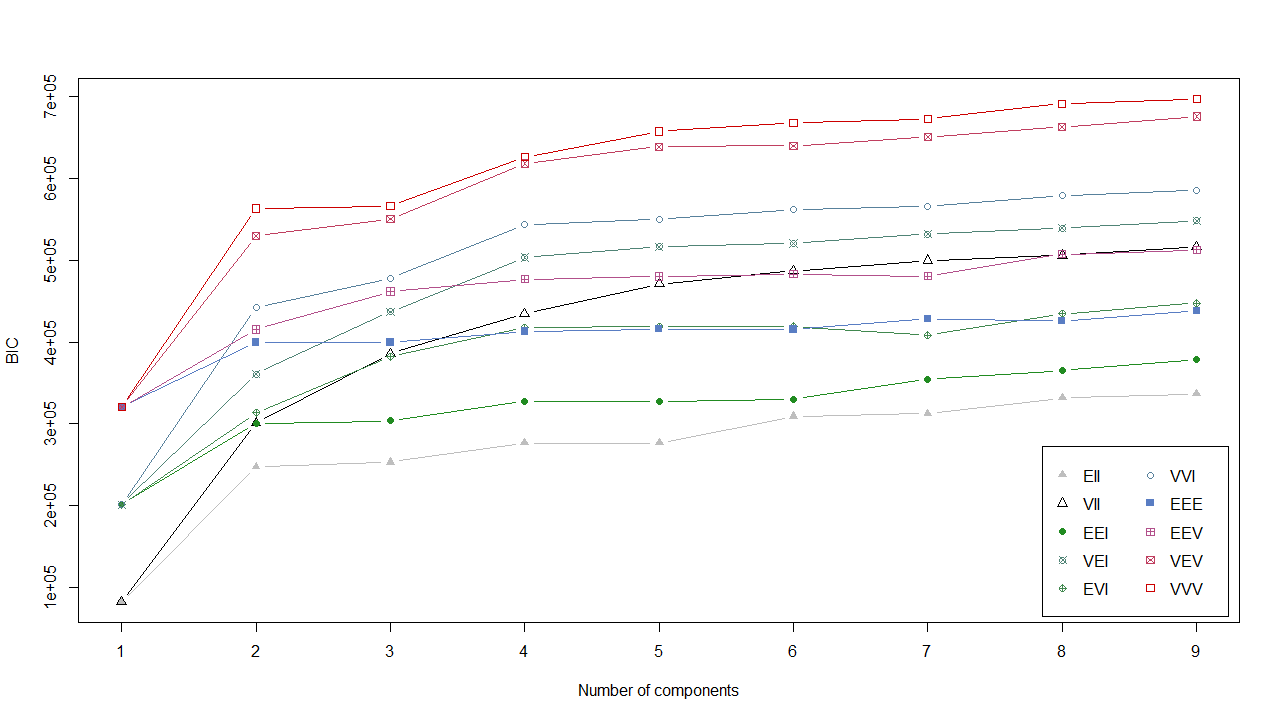 7e+05
6e+05
5e+05
4e+05
3e+05
2e+05
1e+05
BIC
EII VVI
VII EEE
EEI EEV
VEI VEV
EVI VVV
1 2 3 4 5 6 7 8 9
Number of components